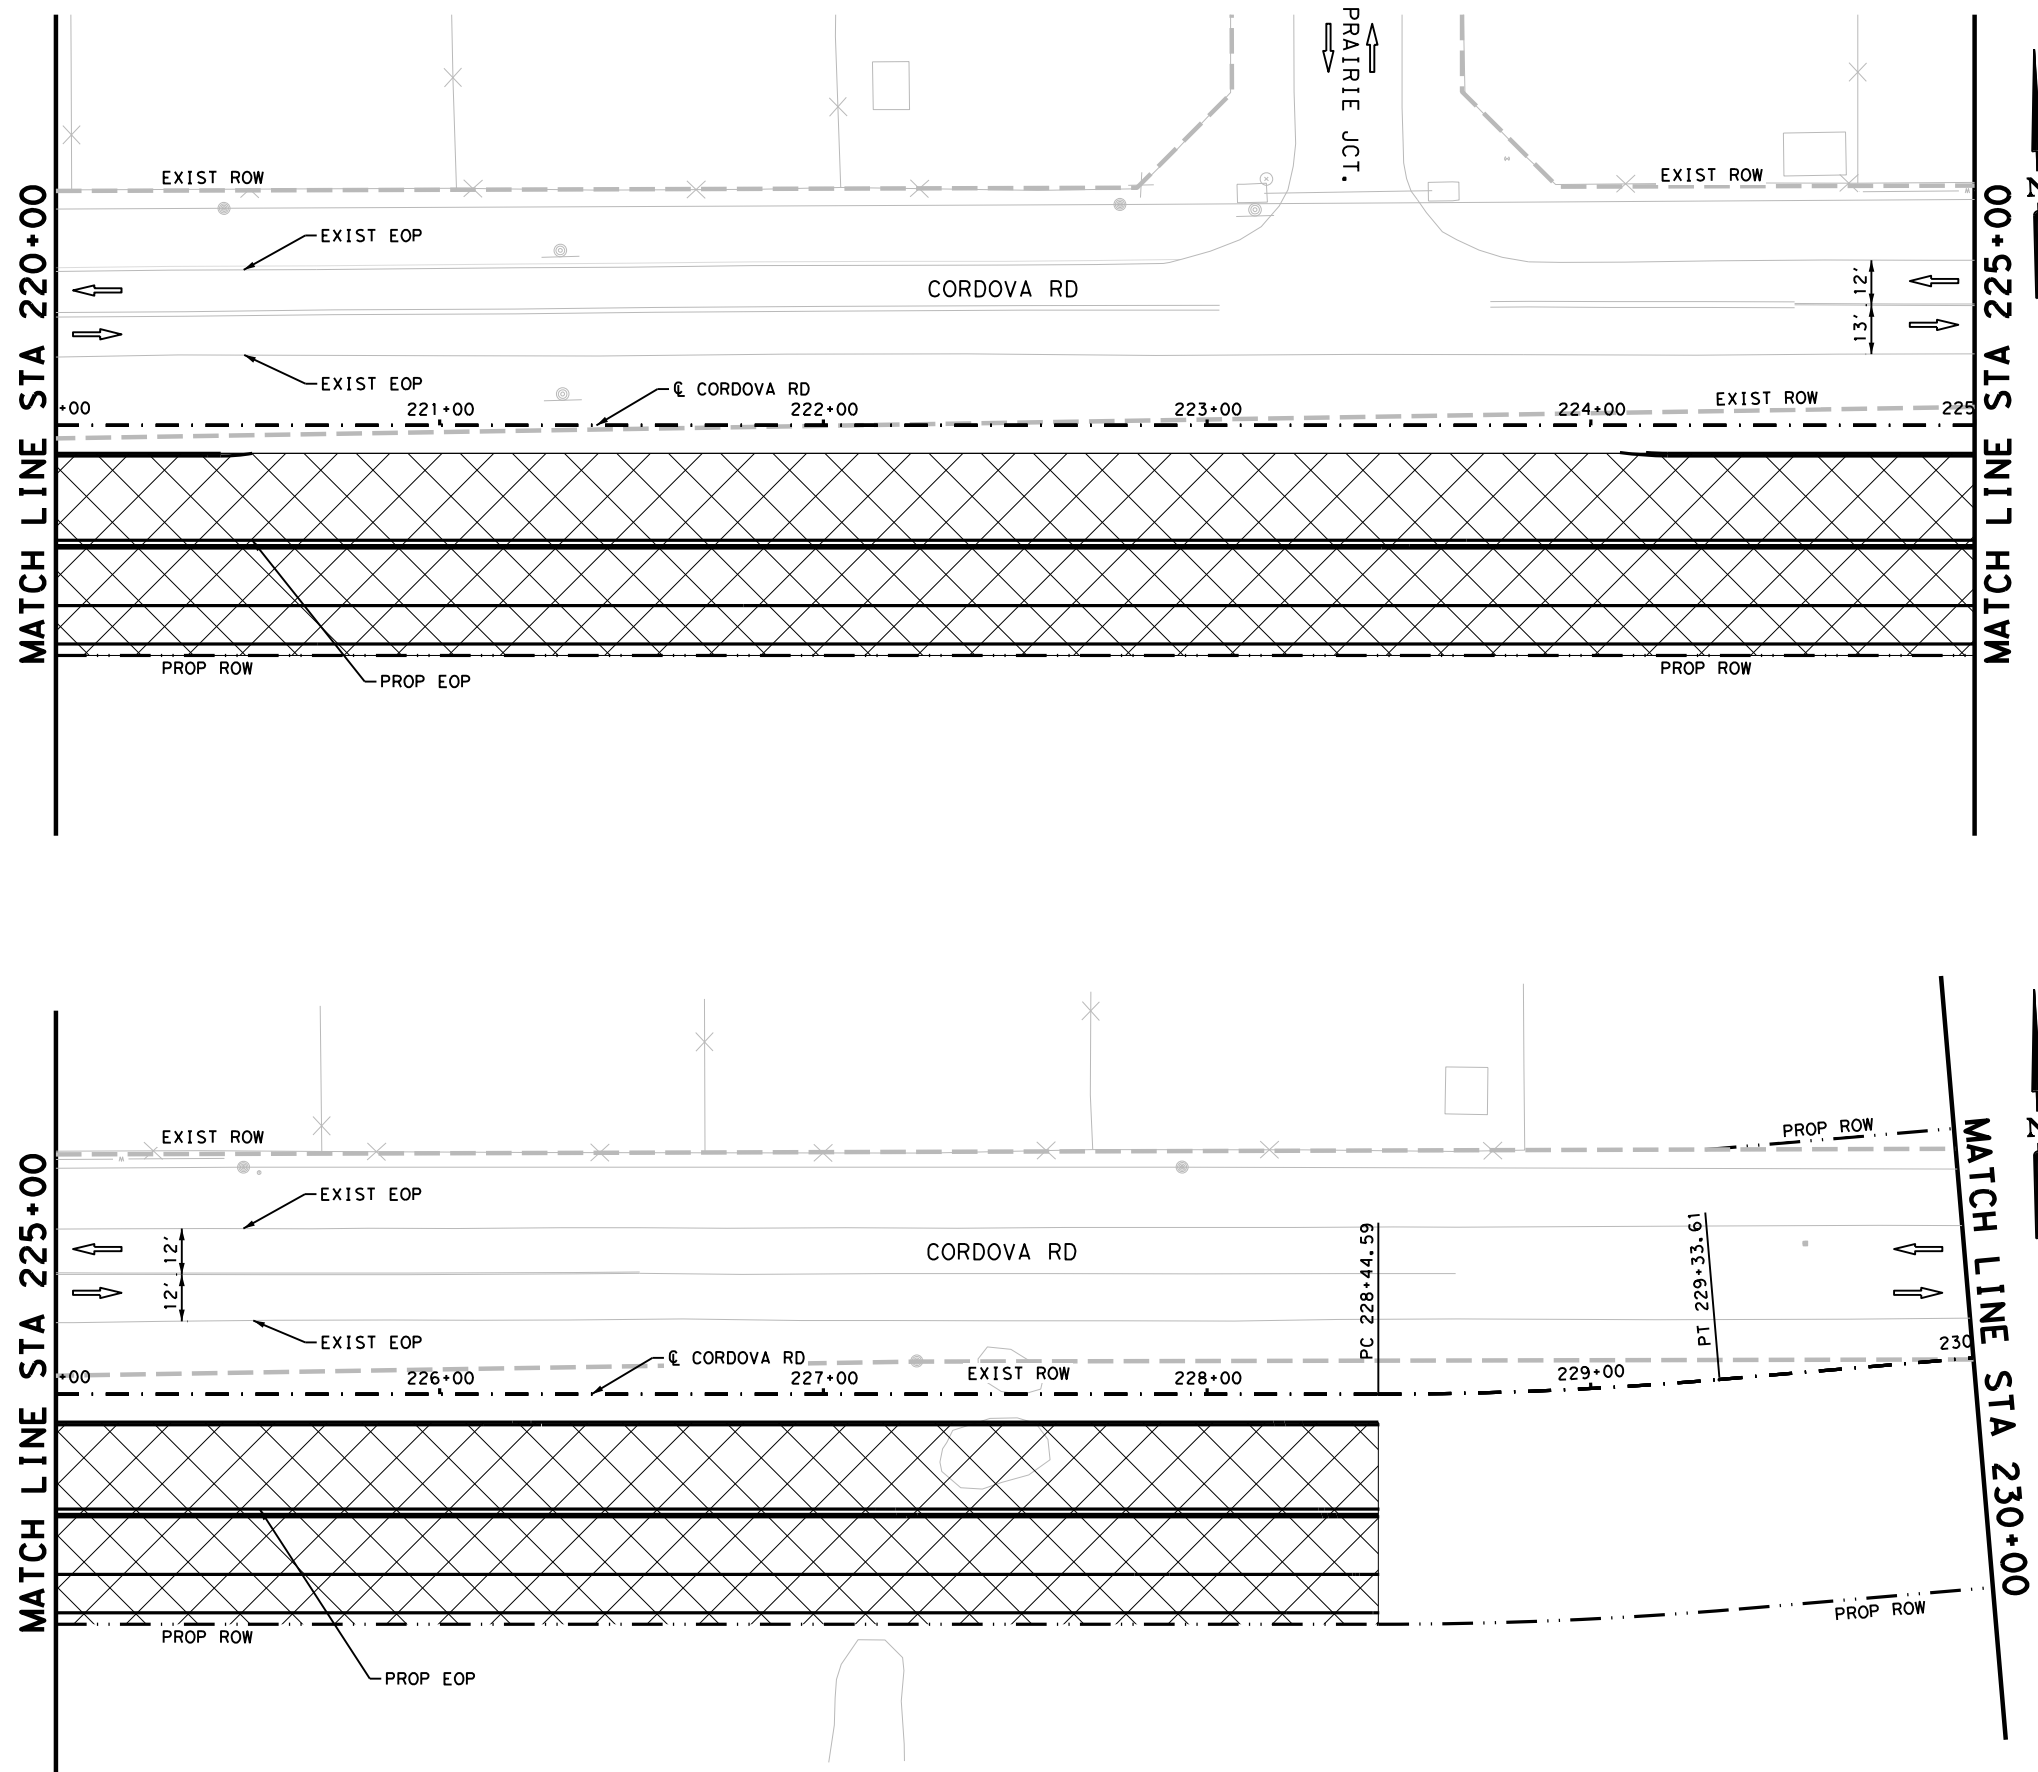 PRAIRIE JCT.
EXIST ROW
EXIST ROW
EXIST EOP
CORDOVA RD
12'
13'
EXIST EOP
℄ CORDOVA RD
EXIST ROW
+00
221+00
222+00
223+00
224+00
225
MATCH LINE STA 220+00
MATCH LINE STA 225+00
PROP ROW
PROP ROW
PROP EOP
N
PROP ROW
EXIST ROW
EXIST EOP
12'
12'
CORDOVA RD
PC 228+44.59
PT 229+33.61
EXIST EOP
℄ CORDOVA RD
EXIST ROW
+00
226+00
227+00
228+00
229+00
230
MATCH LINE STA 225+00
MATCH LINE STA 230+00
PROP ROW
PROP ROW
PROP EOP
N